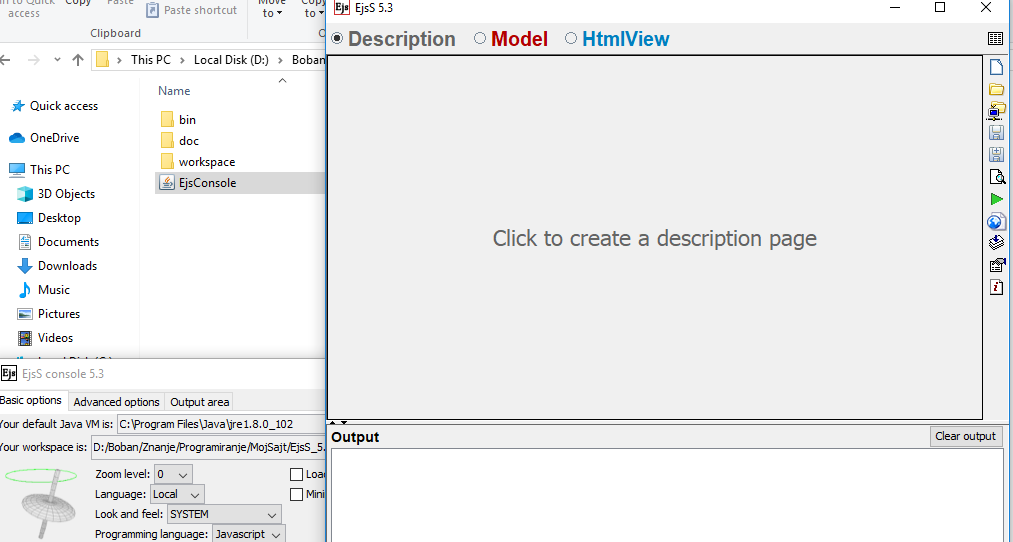 access
Copy
Paste
Paste shortcut
Move to
Copy to
Clipboard
This PC > Local Disk (D:) > Boban
Name
Quick access
OneDrive
This PC
3D Objects
Desktop
Documents
Downloads
Music
Pictures
Videos
bin
doc
workspace
EjsConsole
Ejs EjsS console 5.3
Basic options Advanced options Output area
Your default Java VM is: C:\Program Files\Java\jre1.8.0_102
Your workspace is: D:/Boban/Znanje/Programiranje/MojSajt/EjsS_5.
Zoom level: 0
Language: Local
Look and feel: SYSTEM
Programming language: Javascript
Loa
Mini
Ejs EjsS 5.3
Description Model HtmlView
Click to create a description page
Output
Clear output